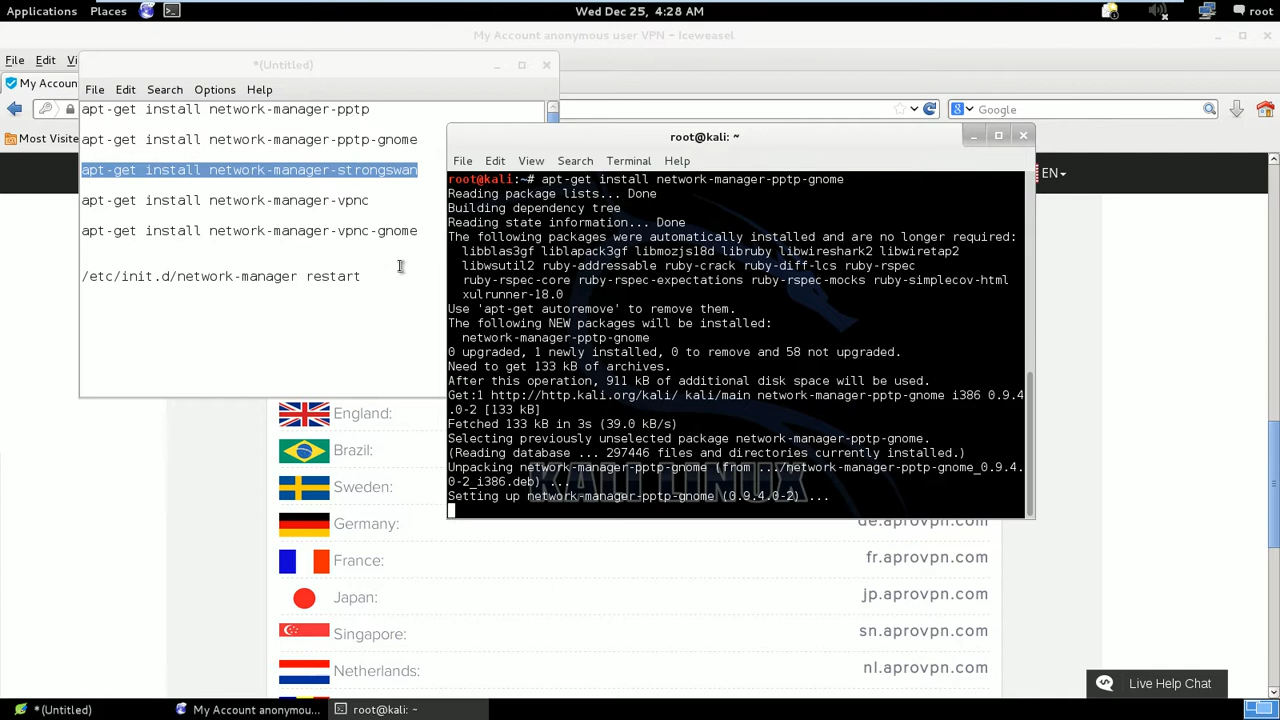 Applications Places Wed Dec 25, 4:28 AM root
My Account anonymous user VPN - Iceweasel
File Edit Vi
My Accoun
Google
Most Visite
EN
*(Untitled)
File Edit Search Options Help
apt-get install network-manager-pptp
apt-get install network-manager-pptp-gnome
apt-get install network-manager-strongswan
apt-get install network-manager-vpnc
apt-get install network-manager-vpnc-gnome
/etc/init.d/network-manager restart
root@kali: ~
File Edit View Search Terminal Help
root@kali:~# apt-get install network-manager-pptp-gnome
Reading package lists... Done
Building dependency tree
Reading state information... Done
The following packages were automatically installed and are no longer required:
libblas3gf liblapack3gf libmozjs18d libruby libwireshark2 libwiretap2
libwsutil2 ruby-addressable ruby-crack ruby-diff-lcs ruby-rspec
ruby-rspec-core ruby-rspec-expectations ruby-rspec-mocks ruby-simplecov-html
xulrunner-18.0
Use 'apt-get autoremove' to remove them.
The following NEW packages will be installed:
network-manager-pptp-gnome
0 upgraded, 1 newly installed, 0 to remove and 58 not upgraded.
Need to get 133 kB of archives.
After this operation, 911 kB of additional disk space will be used.
Get:1 http://http.kali.org/kali/ kali/main network-manager-pptp-gnome i386 0.9.4
.0-2 [133 kB]
Fetched 133 kB in 3s (39.0 kB/s)
Selecting previously unselected package network-manager-pptp-gnome.
(Reading database ... 297446 files and directories currently installed.)
Unpacking network-manager-pptp-gnome (from .../network-manager-pptp-gnome_0.9.4.
0-2_i386.deb) ...
Setting up network-manager-pptp-gnome (0.9.4.0-2) ...
KALI LINUX
England:
Brazil:
Sweden:
Germany: de.aprovpn.com
France: fr.aprovpn.com
Japan: jp.aprovpn.com
Singapore: sn.aprovpn.com
Netherlands: nl.aprovpn.com
Live Help Chat
*(Untitled) My Account anonymou... root@kali: ~